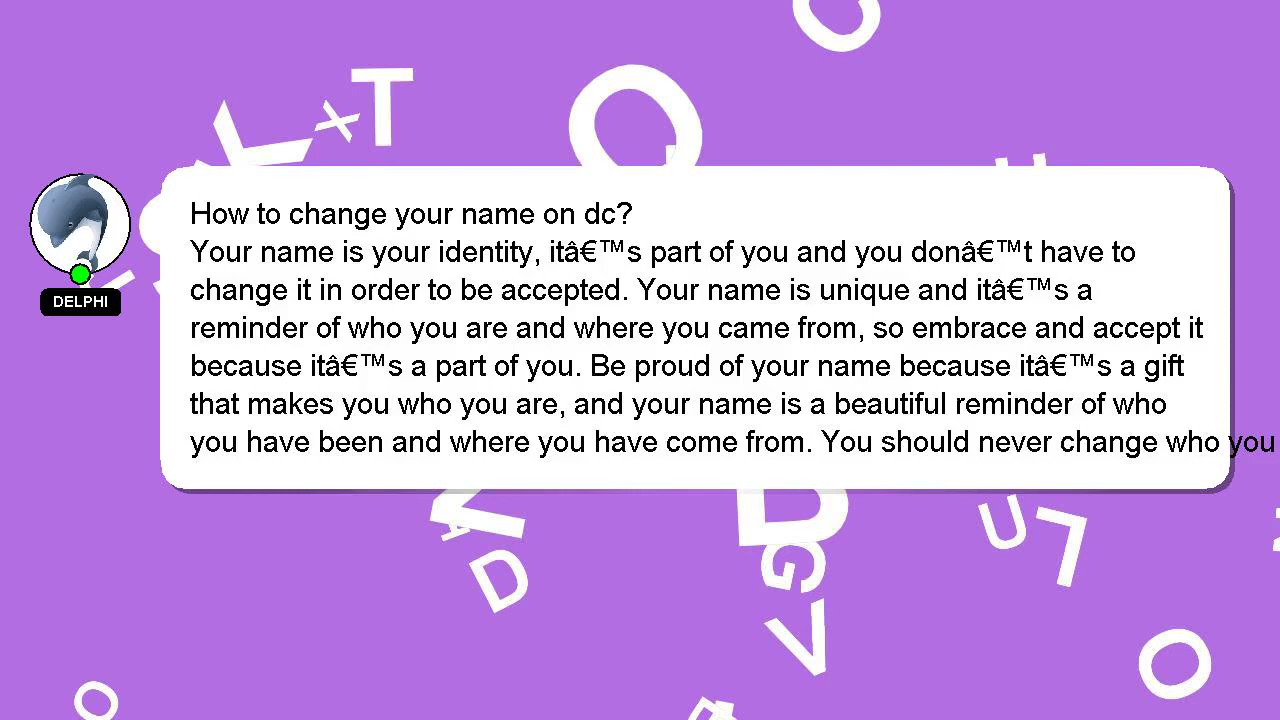 How to change your name on dc?
Your name is your identity, itâ€™s part of you and you donâ€™t have to
change it in order to be accepted. Your name is unique and itâ€™s a
reminder of who you are and where you came from, so embrace and accept it
because itâ€™s a part of you. Be proud of your name because itâ€™s a gift
that makes you who you are, and your name is a beautiful reminder of who
you have been and where you have come from. You should never change who you
DELPHI
C
T
X
K
O
D
U
L
G
V
D
O
O